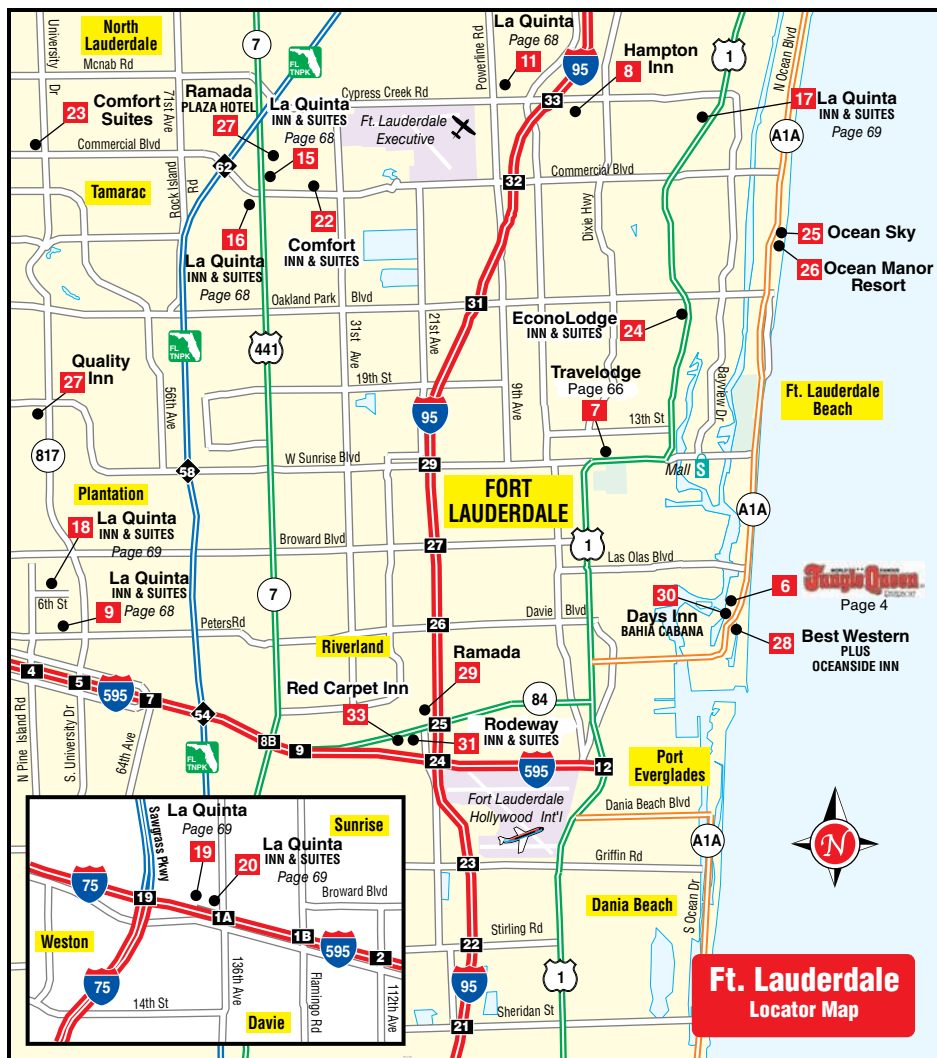 North
Lauderdale
University
Dr
Mcnab Rd
71st Ave
7
FL
TNPK
La Quinta
Page 68
11
Powerline Rd
95
Hampton
Inn
8
1
N Ocean Blvd
23
Comfort
Suites
Ramada
PLAZA HOTEL
27
La Quinta
INN & SUITES
Page 68
15
Cypress Creek Rd
33
Ft. Lauderdale
Executive
17
La Quinta
INN & SUITES
Page 69
A1A
Commercial Blvd
62
32
Commercial Blvd
Tamarac
Rock Island
Rd
22
Comfort
INN & SUITES
16
La Quinta
INN & SUITES
Page 68
Dixie Hwy
25
Ocean Sky
26
Ocean Manor
Resort
Oakland Park
Blvd
31
FL
TNPK
441
31st Ave
21st Ave
EconoLodge
INN & SUITES
24
Quality
Inn
27
56th Ave
19th St
95
9th Ave
Travelodge
Page 66
7
13th St
Bayview Dr
Ft. Lauderdale
Beach
817
58
W Sunrise Blvd
29
Mall
S
Plantation
FORT
LAUDERDALE
A1A
18
La Quinta
INN & SUITES
Page 69
Broward Blvd
27
1
Las Olas Blvd
La Quinta
INN & SUITES
9
Page 68
6th St
7
30
Days Inn
BAHIA CABANA
6
WORLD FAMOUS
Jungle Queen
RIVERBOAT
Page 4
PetersRd
26
Davie
Blvd
28
Best Western
PLUS
OCEANSIDE INN
Riverland
Ramada
29
4
5
595
7
54
Red Carpet Inn
33
84
25
Rodeway
INN & SUITES
31
8B
9
24
595
12
N Pine Island Rd
S. University Dr
64th Ave
FL
TNPK
Port
Everglades
Fort Lauderdale
Hollywood Int'l
Dania Beach Blvd
A1A
N
23
Griffin Rd
S Ocean Dr
Dania Beach
22
Stirling Rd
95
1
21
Sheridan St
Sawgrass Pkwy
La Quinta
Page 69
19
20
La Quinta
INN & SUITES
Page 69
Sunrise
75
19
1A
Broward Blvd
1B
595
2
Weston
75
14th St
136th Ave
Flamingo Rd
112th Ave
Davie
Ft. Lauderdale
Locator Map